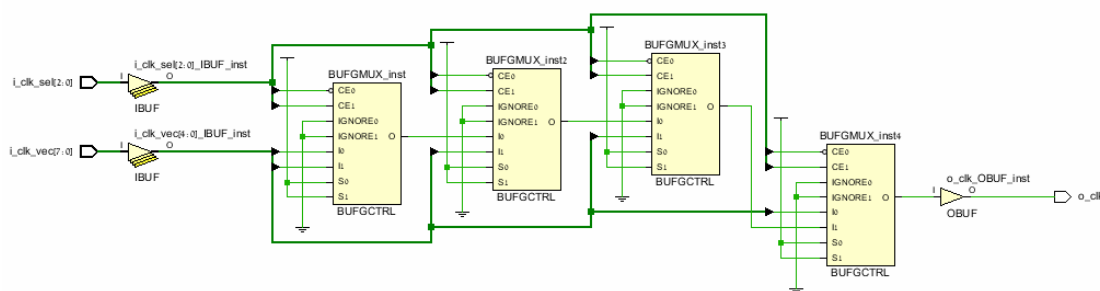 i_clk_sel[2:0]
i_clk_sel[2:0]_IBUF_inst
I
O
IBUF
i_clk_vec[7:0]
i_clk_vec[4:0]_IBUF_inst
I
O
IBUF
BUFGMUX_inst
CE0
CE1
IGNORE0
IGNORE1
O
I0
I1
S0
S1
BUFGCTRL
BUFGMUX_inst2
CE0
CE1
IGNORE0
IGNORE1
O
I0
I1
S0
S1
BUFGCTRL
BUFGMUX_inst3
CE0
CE1
IGNORE0
IGNORE1
O
I0
I1
S0
S1
BUFGCTRL
BUFGMUX_inst4
CE0
CE1
IGNORE0
IGNORE1
O
I0
I1
S0
S1
BUFGCTRL
o_clk_OBUF_inst
I
O
OBUF
o_clk